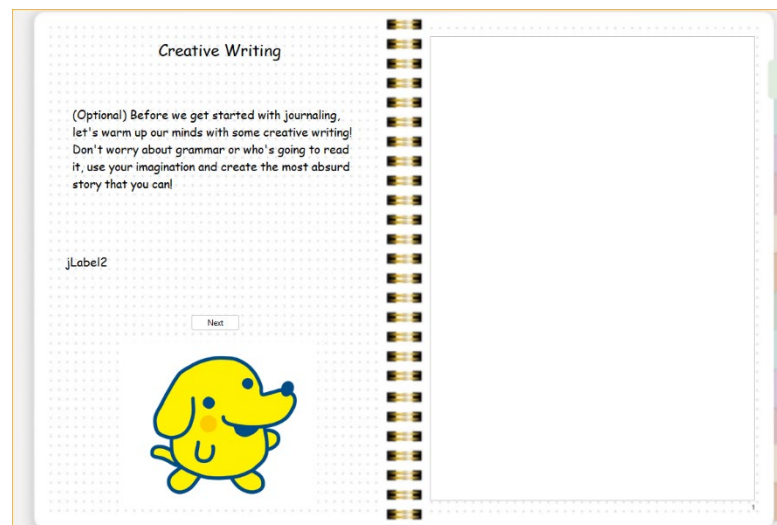 Creative Writing
(Optional) Before we get started with journaling,
let's warm up our minds with some creative writing!
Don't worry about grammar or who's going to read
it, use your imagination and create the most absurd
story that you can!
jLabel2
Next
1